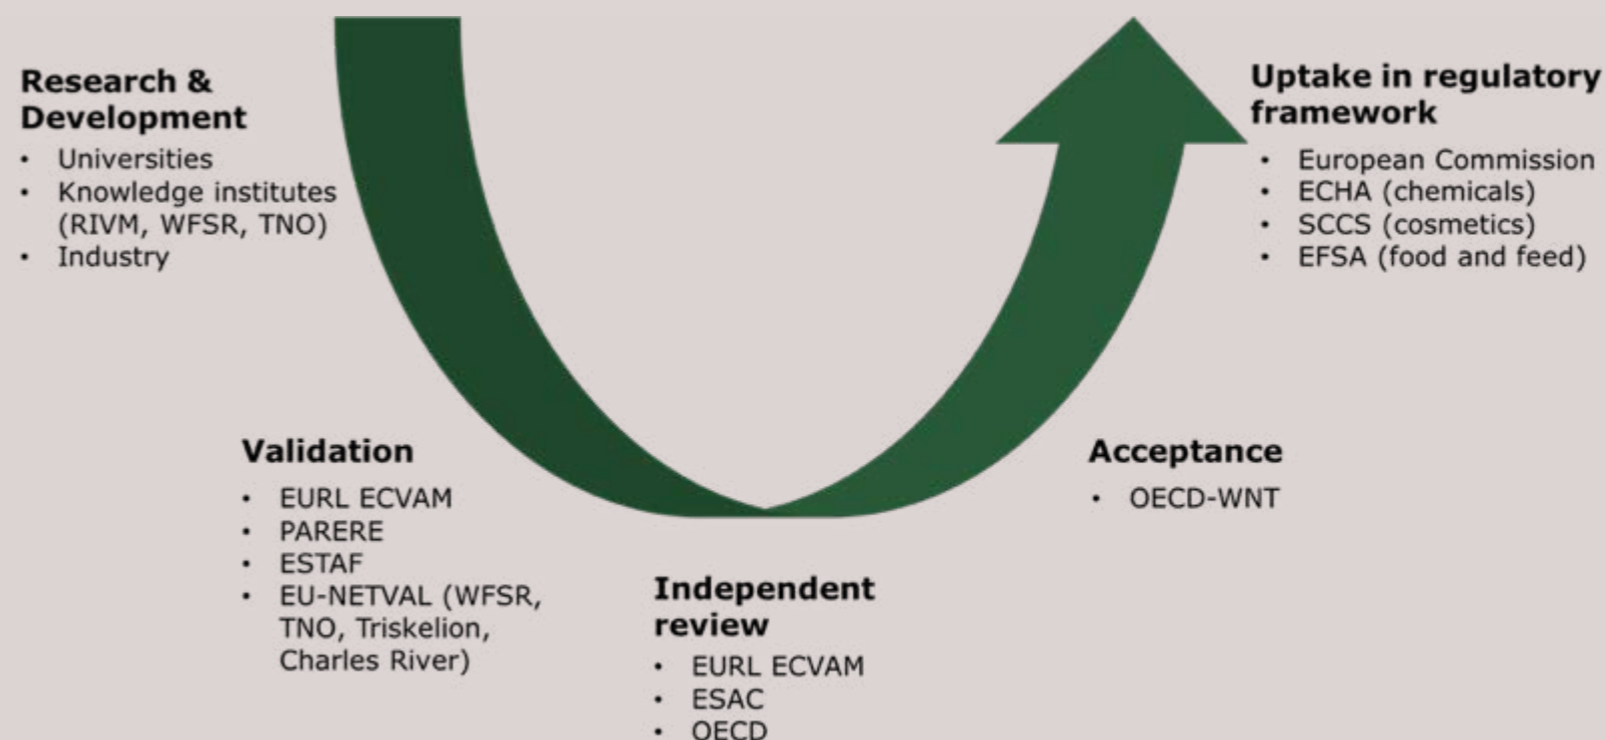 Research &
Development
• Universities
• Knowledge institutes
(RIVM, WFSR, TNO)
• Industry
Validation
• EURL ECVAM
• PARERE
• ESTAF
• EU-NETVAL (WFSR,
TNO, Triskelion,
Charles River)
Independent
review
• EURL ECVAM
• ESAC
• OECD
Acceptance
• OECD-WNT
Uptake in regulatory
framework
• European Commission
• ECHA (chemicals)
• SCCS (cosmetics)
• EFSA (food and feed)